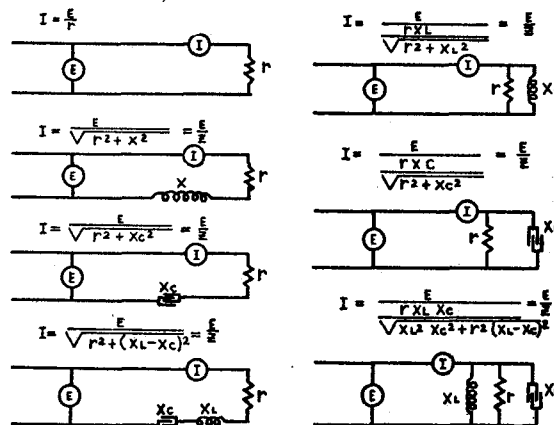 I = E/r
I
E
r
I = E/√(r² + X²) = E/Z
I
E
X
r
I = E/√(r² + Xc²) = E/Z
I
E
Xc
r
I = E/√(r² + (XL-Xc)²) = E/Z
I
E
Xc XL
r
I = E/(r XL/√(r² + XL²)) = E/Z
I
E
r
X
I = E/(r XC/√(r² + Xc²)) = E/Z
I
E
r
X
I = E/(r XL Xc/√(XL² Xc² + r² (XL-Xc)²)) = E/Z
I
E
XL
r
X